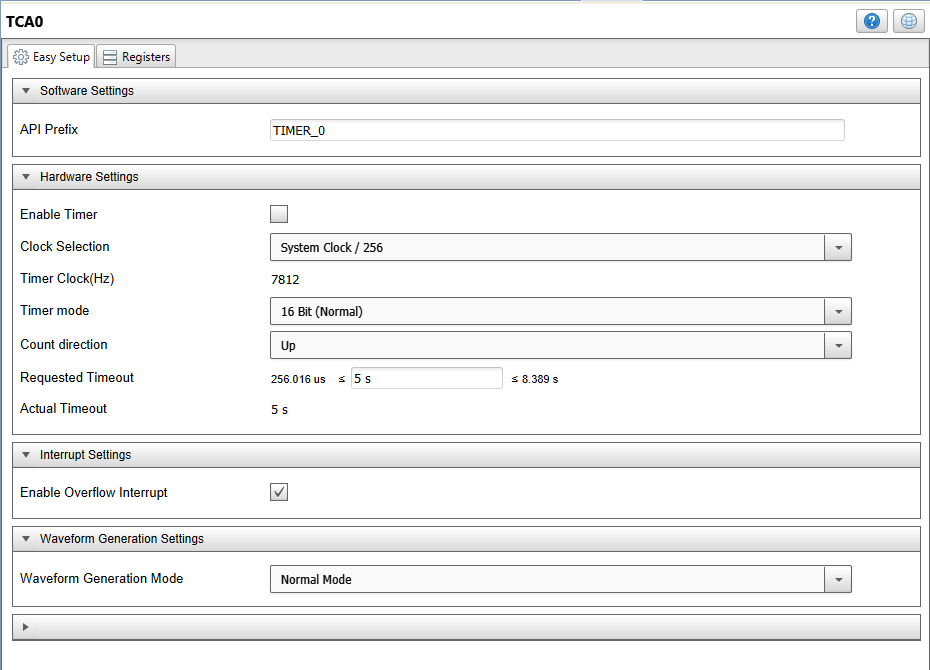 TCA0
Easy Setup
Registers
Software Settings
API Prefix
TIMER_0
Hardware Settings
Enable Timer
Clock Selection
System Clock / 256
Timer Clock(Hz)
7812
Timer mode
16 Bit (Normal)
Count direction
Up
Requested Timeout
256.016 us ≤ 5 s ≤ 8.389 s
Actual Timeout
5 s
Interrupt Settings
Enable Overflow Interrupt
Waveform Generation Settings
Waveform Generation Mode
Normal Mode